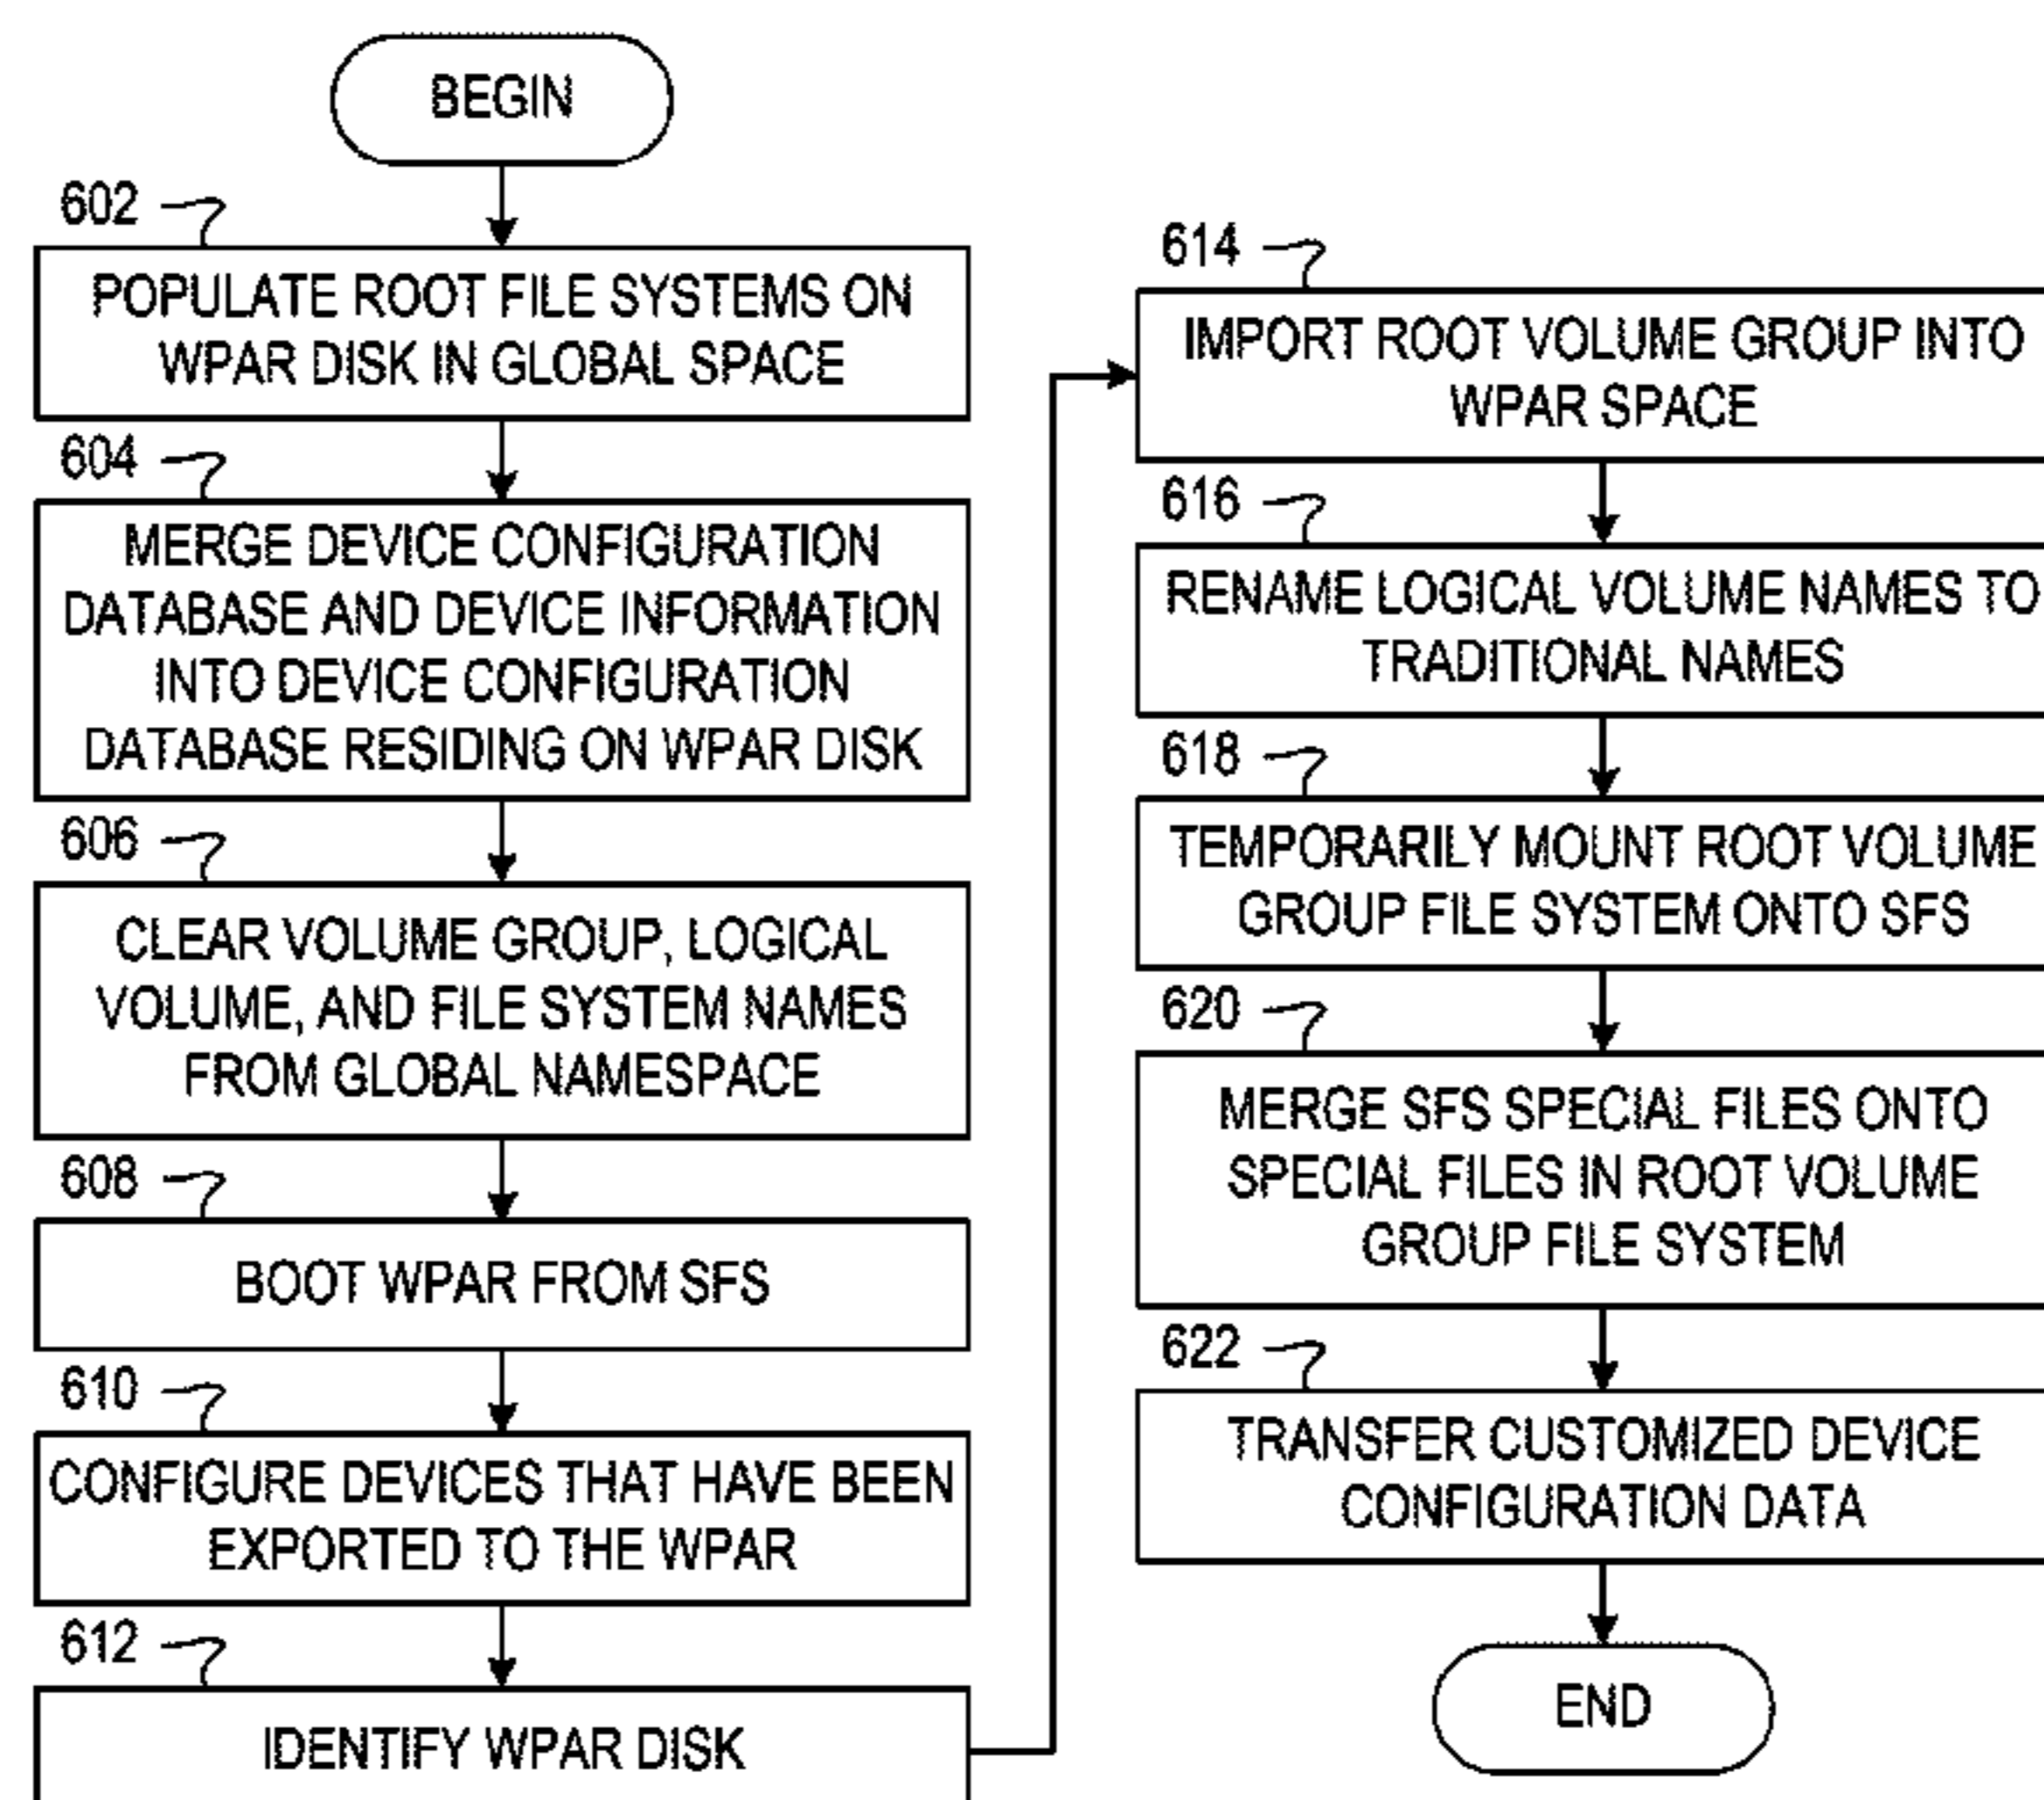 BEGIN
602
POPULATE ROOT FILE SYSTEMS ON
WPAR DISK IN GLOBAL SPACE
604
MERGE DEVICE CONFIGURATION
DATABASE AND DEVICE INFORMATION
INTO DEVICE CONFIGURATION
DATABASE RESIDING ON WPAR DISK
606
CLEAR VOLUME GROUP, LOGICAL
VOLUME, AND FILE SYSTEM NAMES
FROM GLOBAL NAMESPACE
608
BOOT WPAR FROM SFS
610
CONFIGURE DEVICES THAT HAVE BEEN
EXPORTED TO THE WPAR
612
IDENTIFY WPAR DISK
614
IMPORT ROOT VOLUME GROUP INTO
WPAR SPACE
616
RENAME LOGICAL VOLUME NAMES TO
TRADITIONAL NAMES
618
TEMPORARILY MOUNT ROOT VOLUME
GROUP FILE SYSTEM ONTO SFS
620
MERGE SFS SPECIAL FILES ONTO
SPECIAL FILES IN ROOT VOLUME
GROUP FILE SYSTEM
622
TRANSFER CUSTOMIZED DEVICE
CONFIGURATION DATA
END